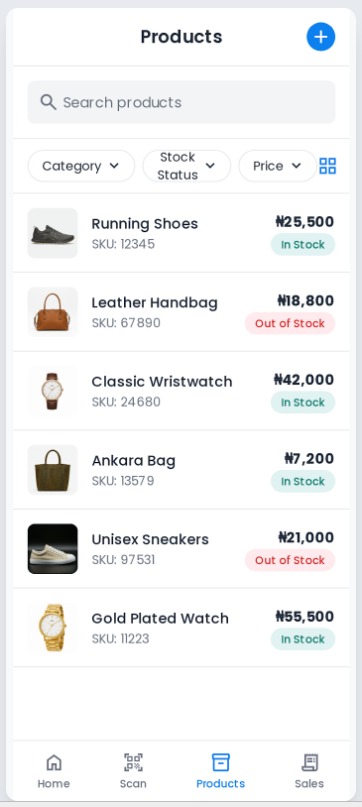 Products
Search products
Category
Stock
Status
Price
Running Shoes
₦25,500
SKU: 12345
In Stock
Leather Handbag
₦18,800
SKU: 67890
Out of Stock
Classic Wristwatch
₦42,000
SKU: 24680
In Stock
Ankara Bag
₦7,200
SKU: 13579
In Stock
Unisex Sneakers
₦21,000
SKU: 97531
Out of Stock
Gold Plated Watch
₦55,500
SKU: 11223
In Stock
Home
Scan
Products
Sales